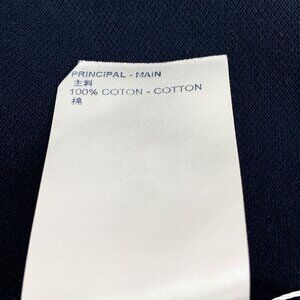 PRINCIPAL - MAIN
主料
100% COTON - COTTON
棉